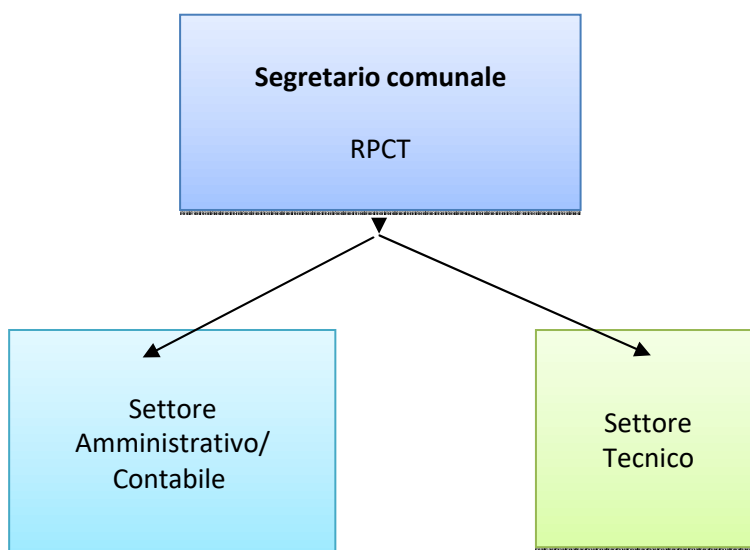 Segretario comunale
RPCT
Settore
Amministrativo/
Contabile
Settore
Tecnico